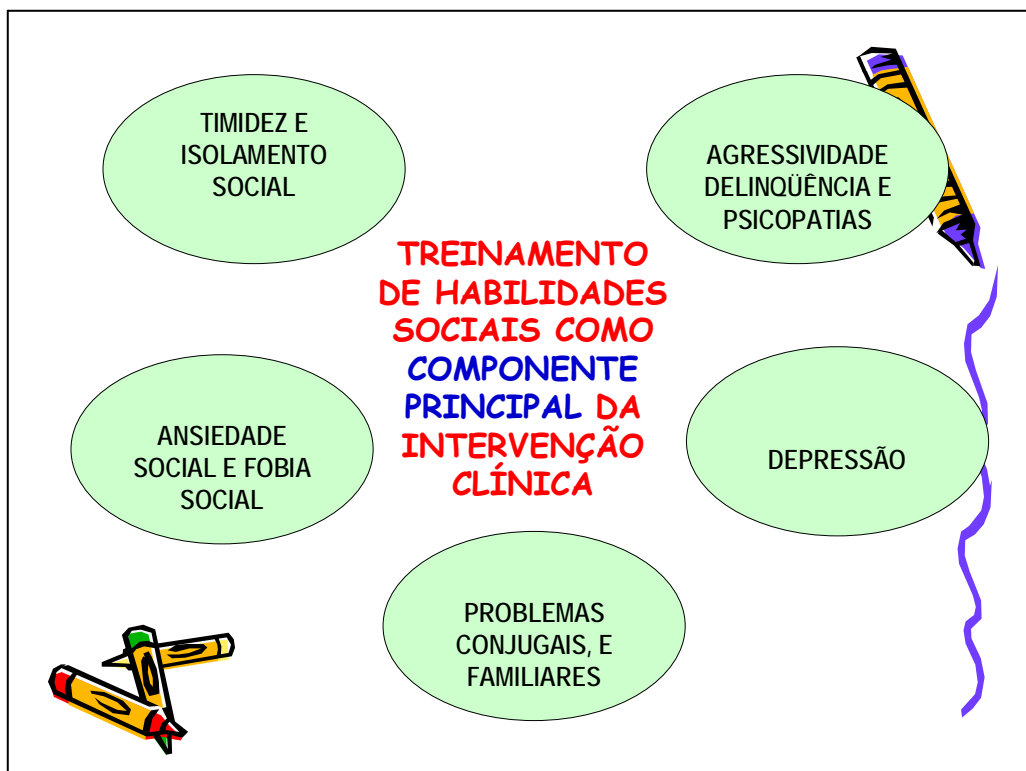 TIMIDEZ E
ISOLAMENTO
SOCIAL
AGRESSIVIDADE
DELINQÜÊNCIA E
PSICOPATIAS
TREINAMENTO
DE HABILIDADES
SOCIAIS COMO
COMPONENTE
PRINCIPAL DA
INTERVENÇÃO
CLÍNICA
ANSIEDADE
SOCIAL E FOBIA
SOCIAL
DEPRESSÃO
PROBLEMAS
CONJUGAIS, E
FAMILIARES